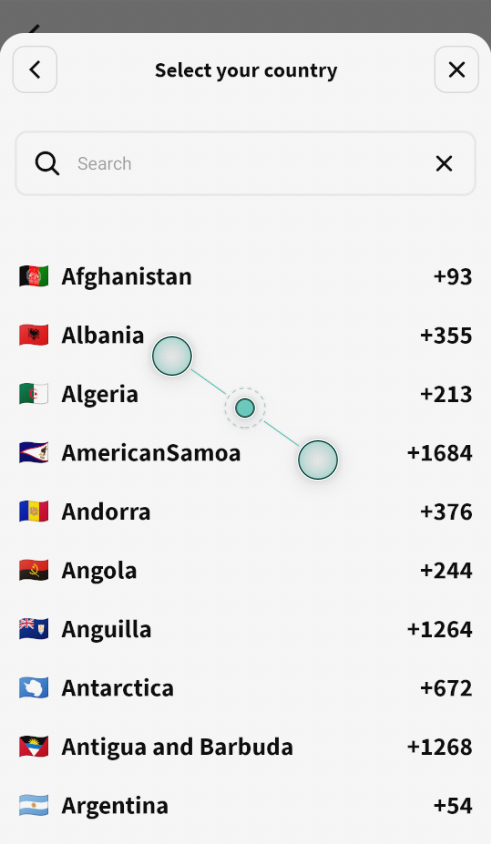 Select your country
Search
Afghanistan +93
Albania +355
Algeria +213
AmericanSamoa +1684
Andorra +376
Angola +244
Anguilla +1264
Antarctica +672
Antigua and Barbuda +1268
Argentina +54